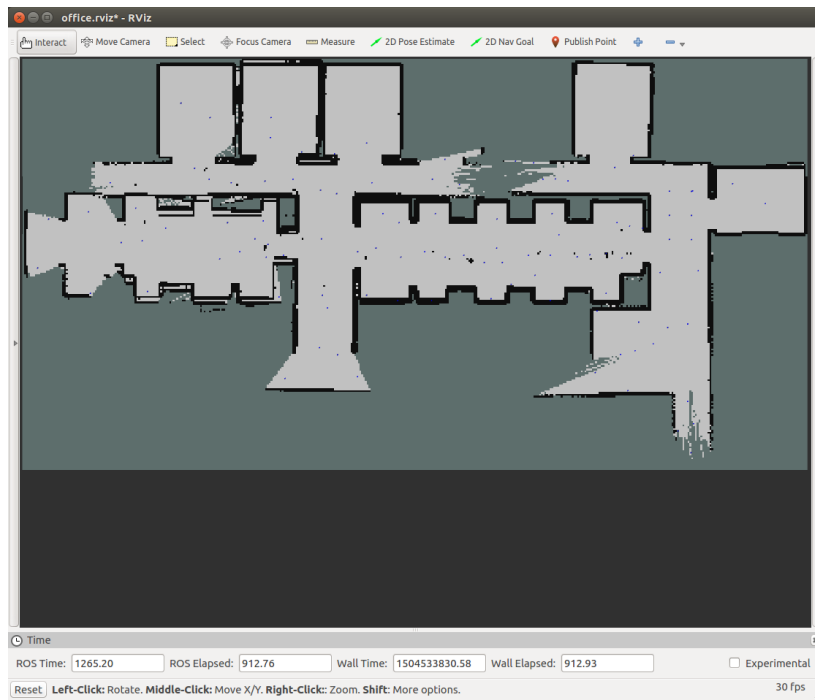 office.rviz* - RViz
Interact Move Camera Select Focus Camera Measure 2D Pose Estimate 2D Nav Goal Publish Point
Time
ROS Time: 1265.20 ROS Elapsed: 912.76 Wall Time: 1504533830.58 Wall Elapsed: 912.93 Experimental
Reset Left-Click: Rotate. Middle-Click: Move X/Y. Right-Click:: Zoom. Shift: More options. 30 fps